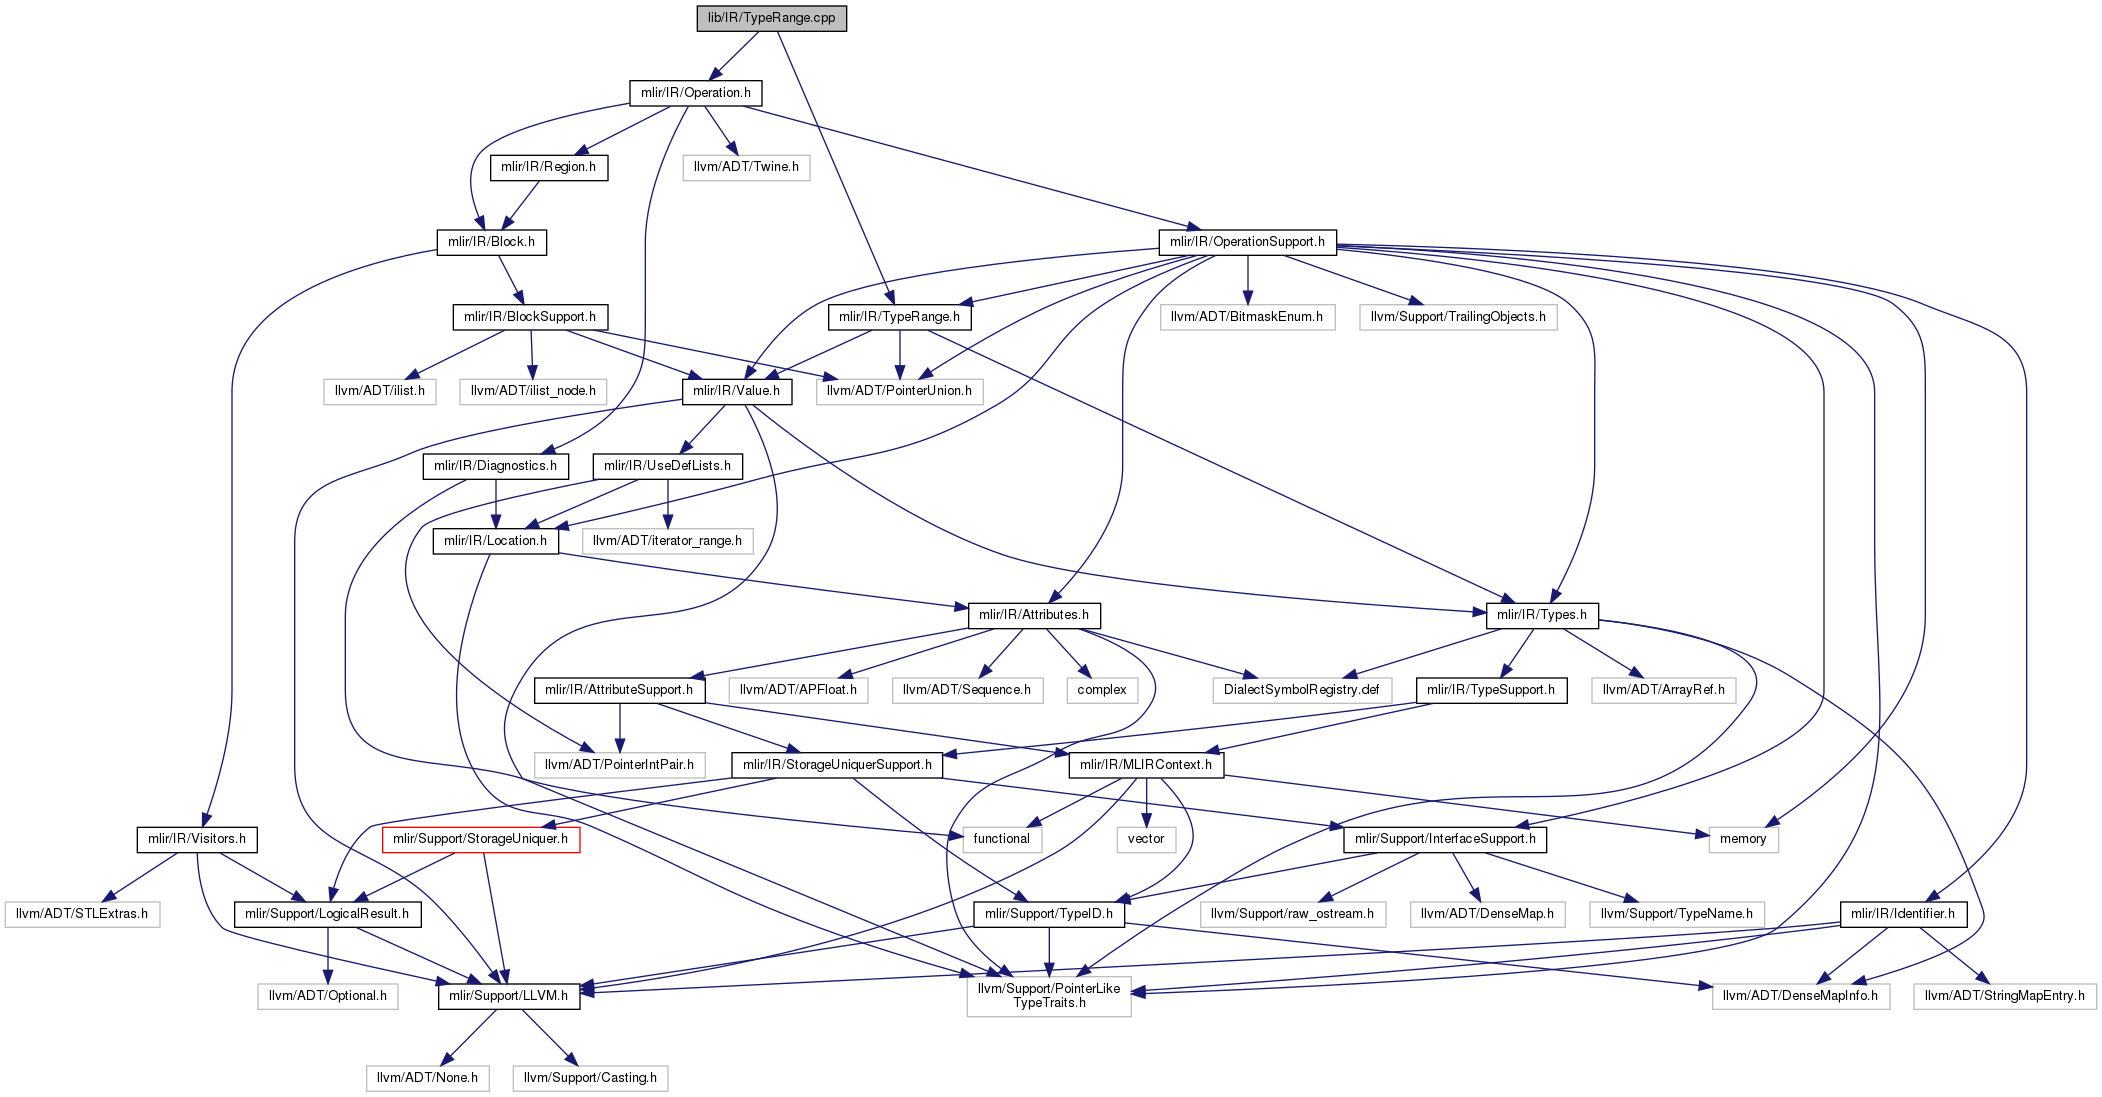 lib/IR/TypeRange.cpp
mlir/IR/Operation.h
mlir/IR/Region.h
llvm/ADT/Twine.h
mlir/IR/Block.h
mlir/IR/OperationSupport.h
mlir/IR/BlockSupport.h
mlir/IR/TypeRange.h
llvm/ADT/BitmaskEnum.h
llvm/Support/TrailingObjects.h
llvm/ADT/ilist.h
llvm/ADT/ilist_node.h
mlir/IR/Value.h
llvm/ADT/PointerUnion.h
mlir/IR/Diagnostics.h
mlir/IR/UseDefLists.h
mlir/IR/Location.h
llvm/ADT/iterator_range.h
mlir/IR/Attributes.h
mlir/IR/Types.h
mlir/IR/AttributeSupport.h
llvm/ADT/APFloat.h
llvm/ADT/Sequence.h
complex
DialectSymbolRegistry.def
mlir/IR/TypeSupport.h
llvm/ADT/ArrayRef.h
llvm/ADT/PointerIntPair.h
mlir/IR/StorageUniquerSupport.h
mlir/IR/MLIRContext.h
mlir/IR/Visitors.h
mlir/Support/StorageUniquer.h
functional
vector
mlir/Support/InterfaceSupport.h
memory
llvm/ADT/STLExtras.h
mlir/Support/LogicalResult.h
mlir/Support/TypeID.h
llvm/Support/raw_ostream.h
llvm/ADT/DenseMap.h
llvm/Support/TypeName.h
mlir/IR/Identifier.h
llvm/ADT/Optional.h
mlir/Support/LLVM.h
llvm/Support/PointerLike
TypeTraits.h
llvm/ADT/DenseMapInfo.h
llvm/ADT/StringMapEntry.h
llvm/ADT/None.h
llvm/Support/Casting.h